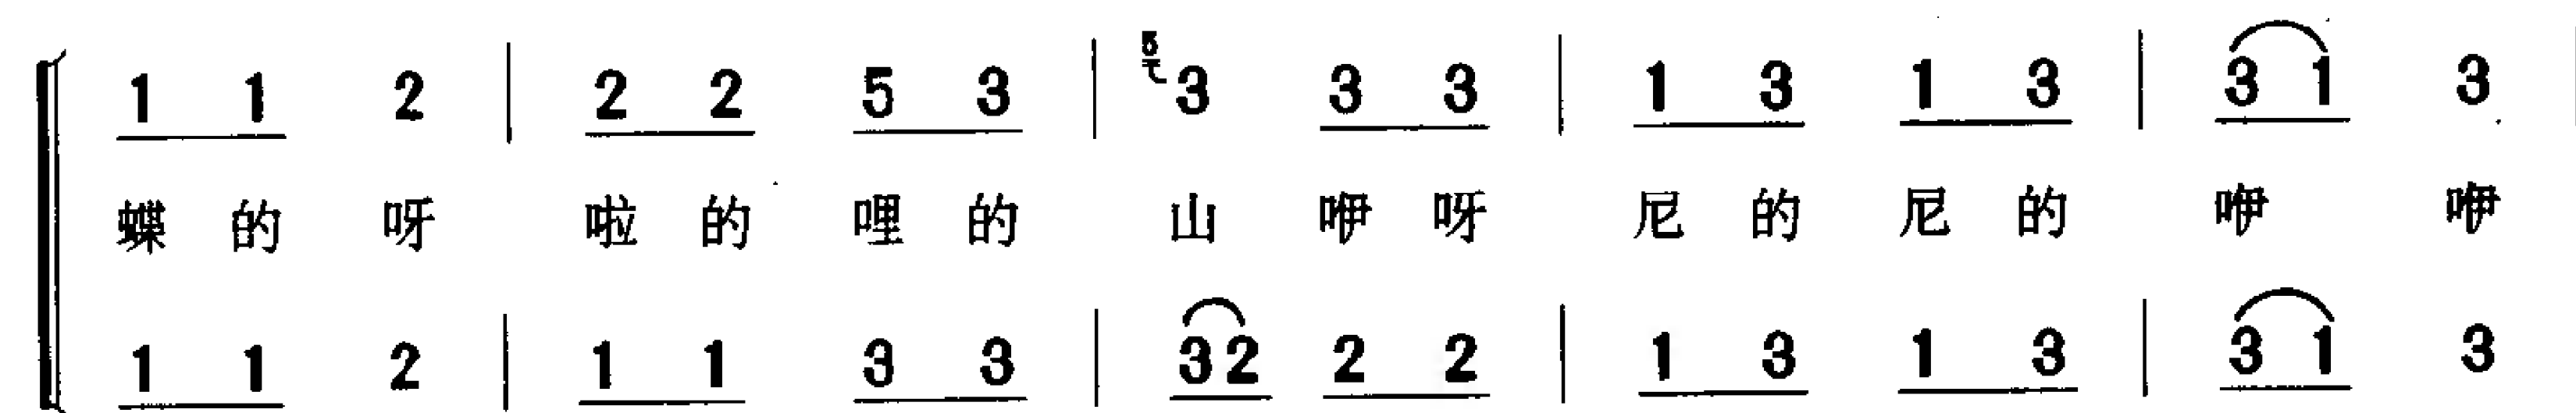 1 1 2 | 2 2 5 3 | 5 3 3 3 | 1 3 1 3 | 3 1 3
蝶 的 呀 啦 的 哩 的 山 咿 呀 尼 的 尼 的 咿 咿
1 1 2 | 1 1 3 3 | 3 2 2 2 | 1 3 1 3 | 3 1 3